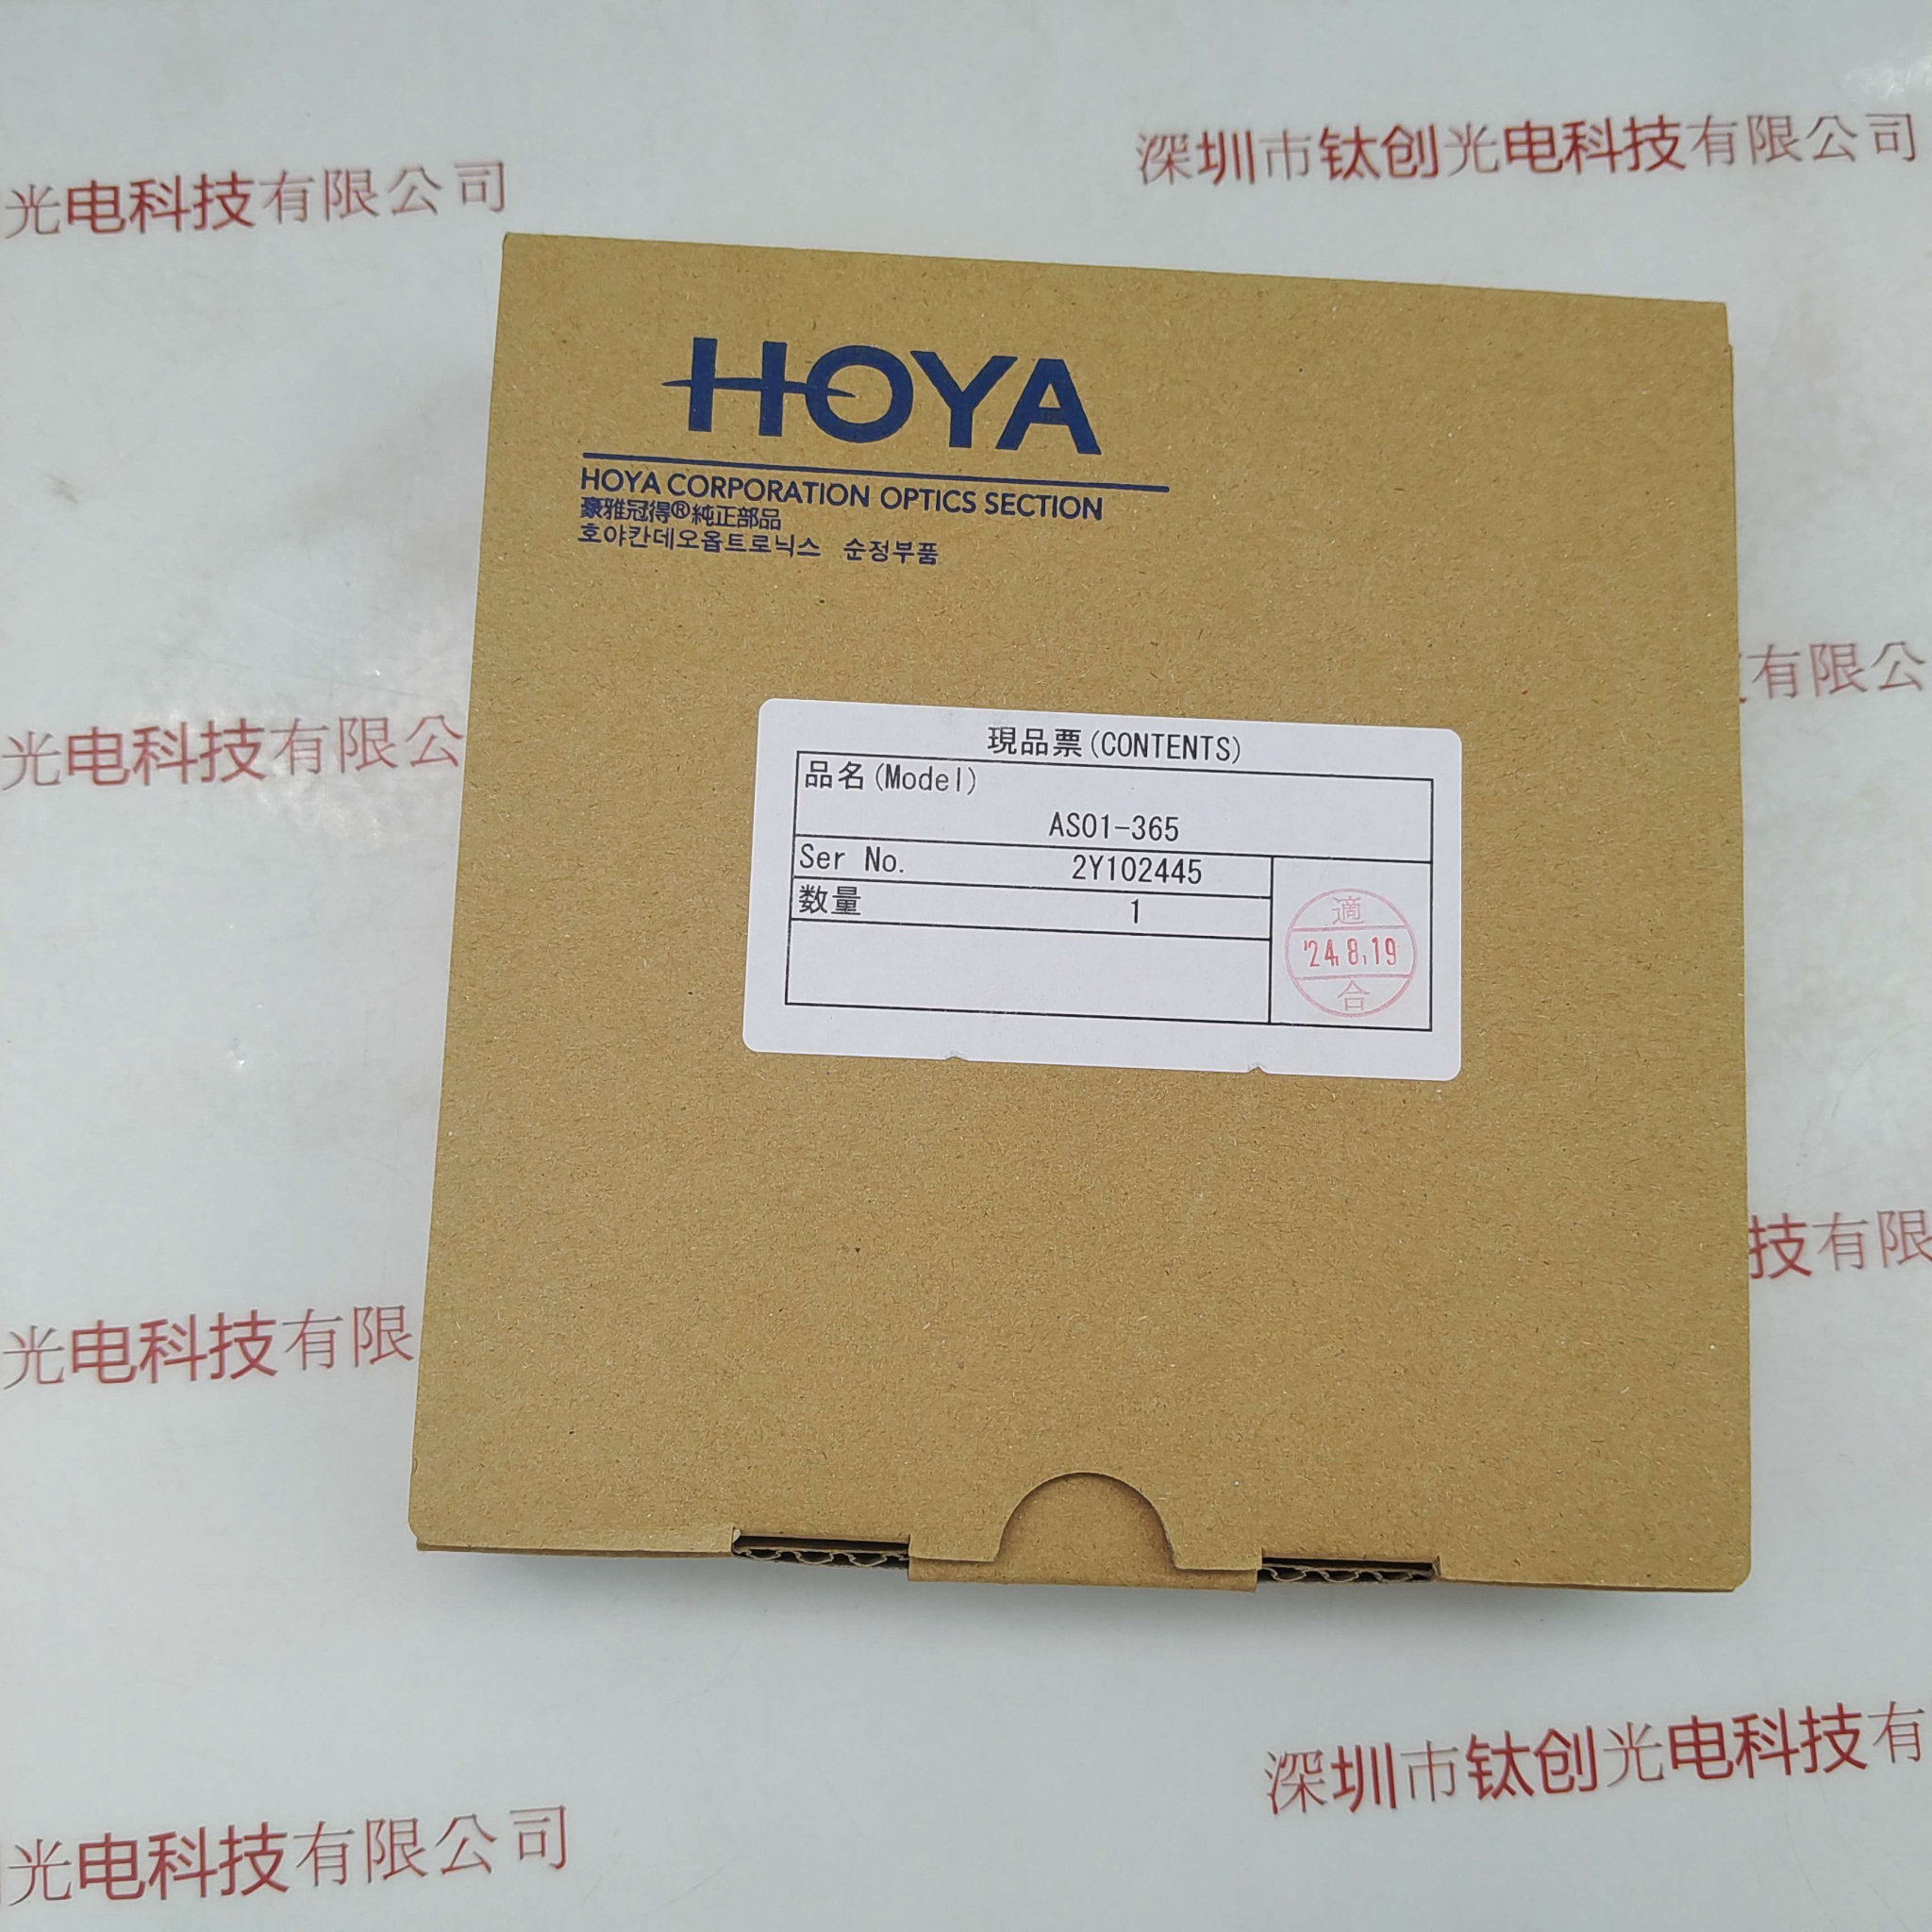 深圳市钛创光电科技有限公司
光电科技有限公司
HOYA
HOYA CORPORATION OPTICS SECTION
豪雅冠得®純正部品
호야칸데오옵트로닉스 순정부품
有限公
光电科技有限公
現品票(CONTENTS)
品名(Model)
AS01-365
Ser No. 2Y102445
数量 1
適
'24.8.19
合
技有限
光电科技有限
深圳市钛创光电科技有
光电科技有限公司